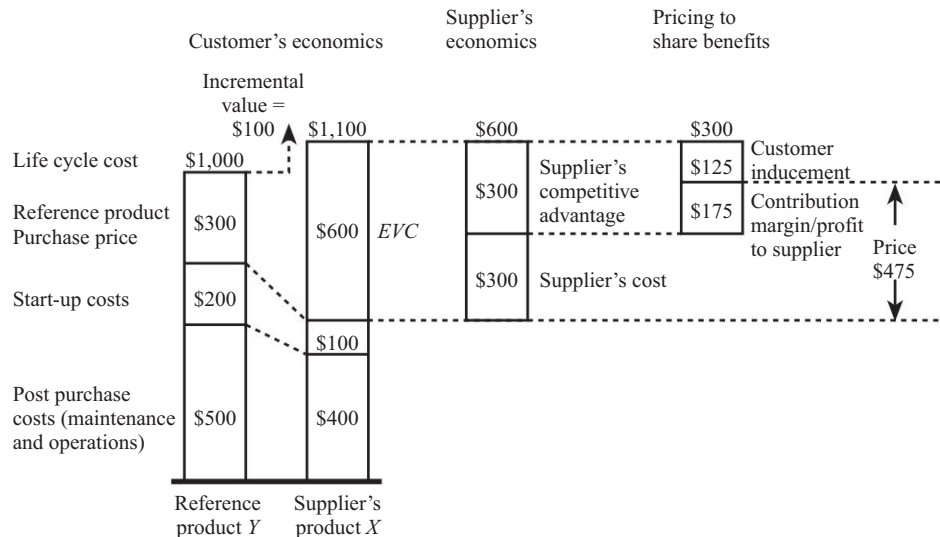 Customer’s economics
Supplier’s
economics
Pricing to
share benefits
Incremental
value =
$100
$1,100
$600
$300
Life cycle cost
$1,000
Reference product
Purchase price
$300
$600
EVC
$300
Supplier’s
competitive
advantage
$125
Customer
inducement
$175
Contribution
margin/profit
to supplier
Price
$475
Start-up costs
$200
$300
Supplier’s cost
$100
Post purchase
costs (maintenance
and operations)
$500
$400
Reference
product Y
Supplier’s
product X